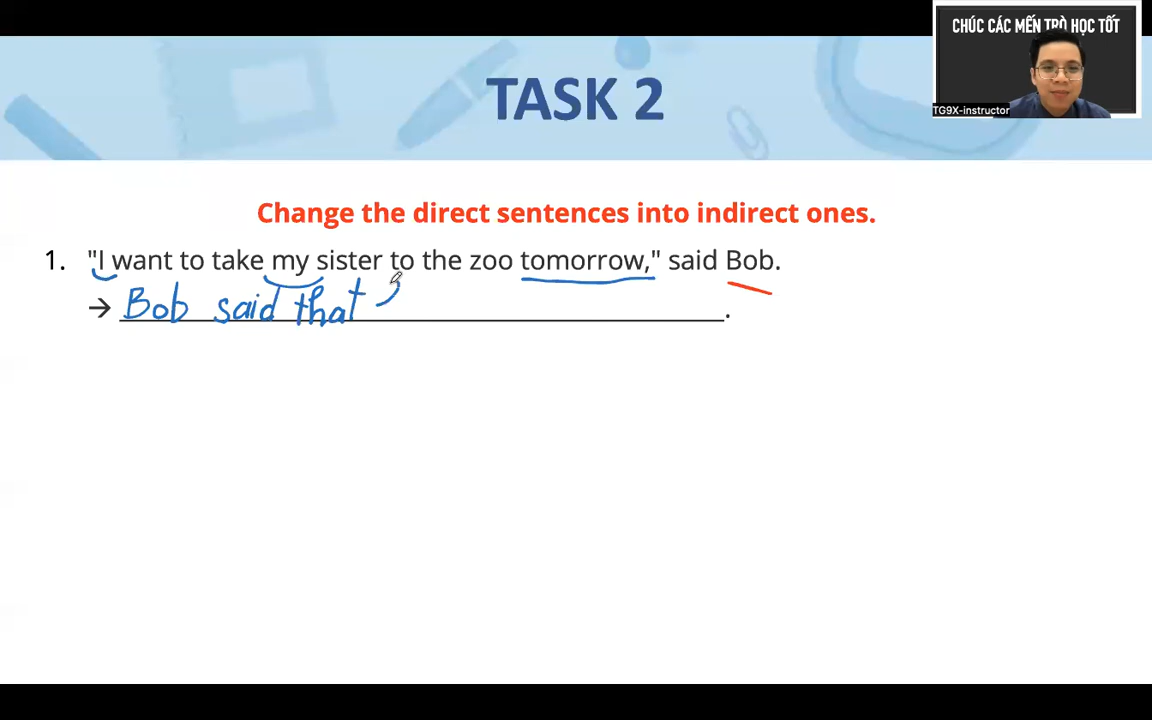 CHÚC CÁC MẾN TRÒ HỌC TỐT
TG9X-instructor
TASK 2
Change the direct sentences into indirect ones.
1. "I want to take my sister to the zoo tomorrow," said Bob.
→ Bob said that .